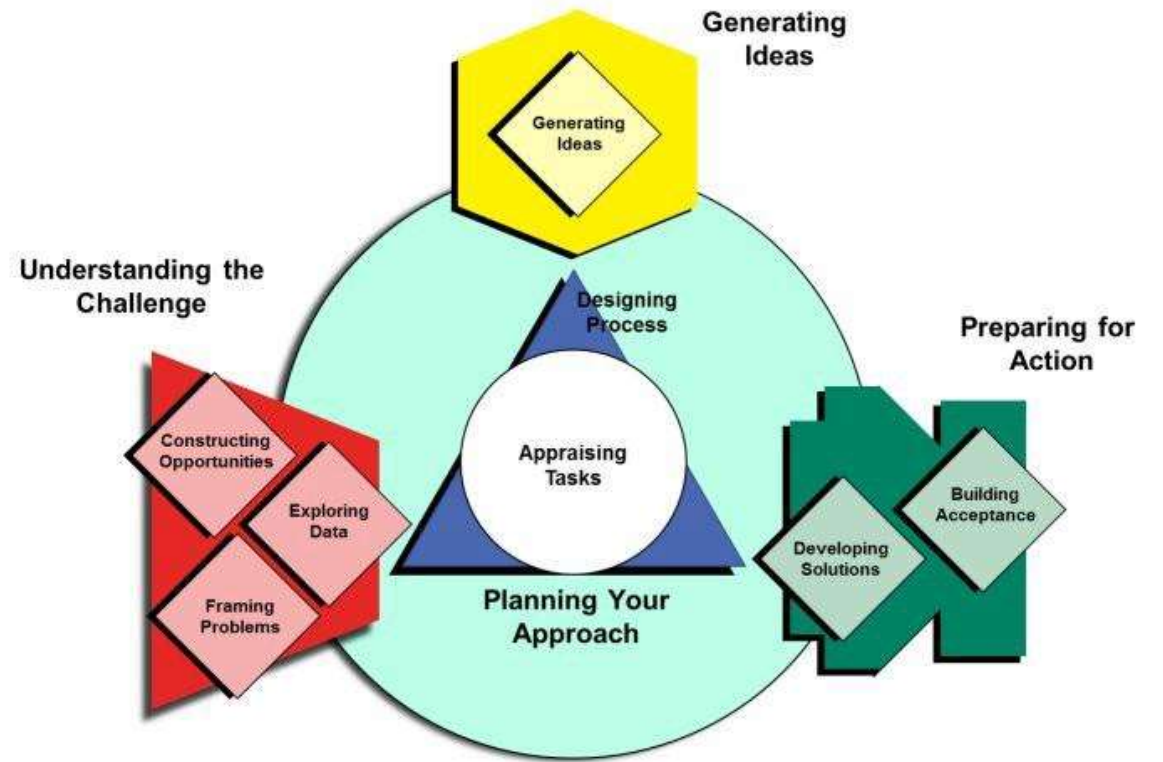 Generating
Ideas
Generating
Ideas
Understanding the
Challenge
Constructing
Opportunities
Exploring
Data
Framing
Problems
Designing
Process
Appraising
Tasks
Planning Your
Approach
Preparing for
Action
Building
Acceptance
Developing
Solutions